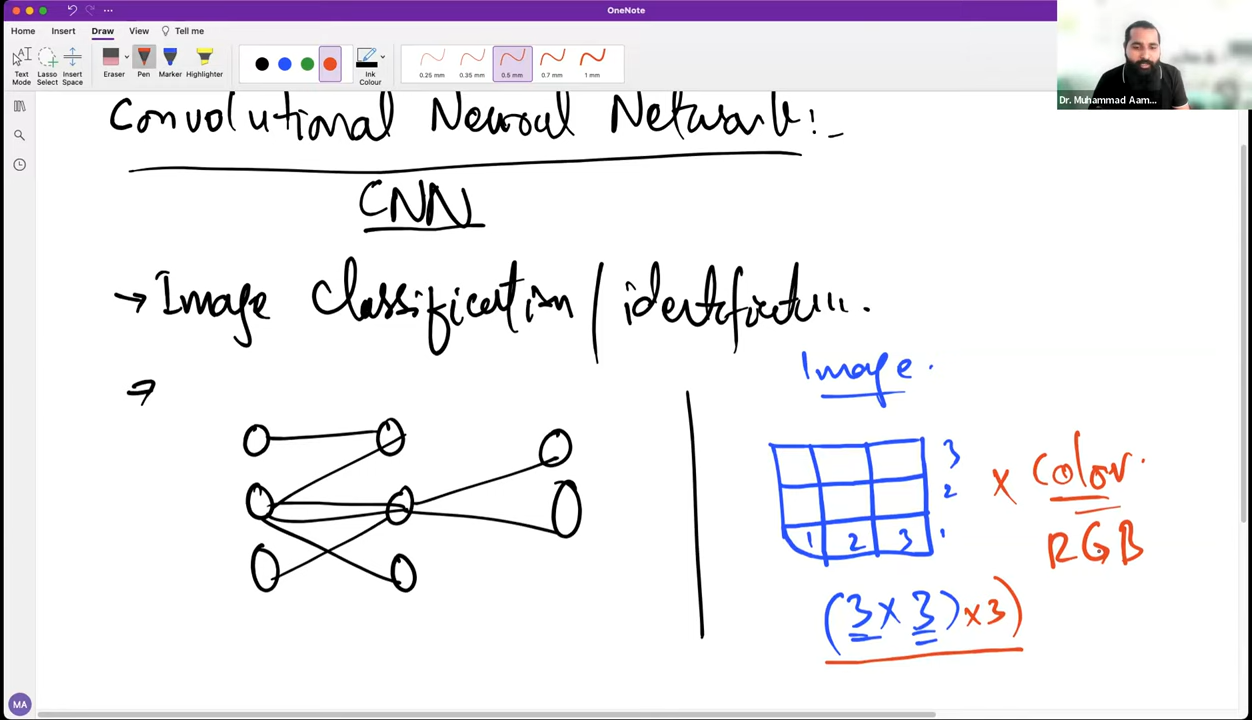 OneNote
Home Insert Draw View Tell me
Text Mode Lasso Select Insert Space Eraser Pen Marker Highlighter Ink Colour 0.25 mm 0.35 mm 0.5 mm 0.7 mm 1 mm
Dr. Muhammad Aam...
Convolutional Neural Network:-
CNN
→ Image classification / identification.
⇒
Image.
3
2
1 2 3 1
x Colour.
RGB
(3 x 3) x 3)
MA